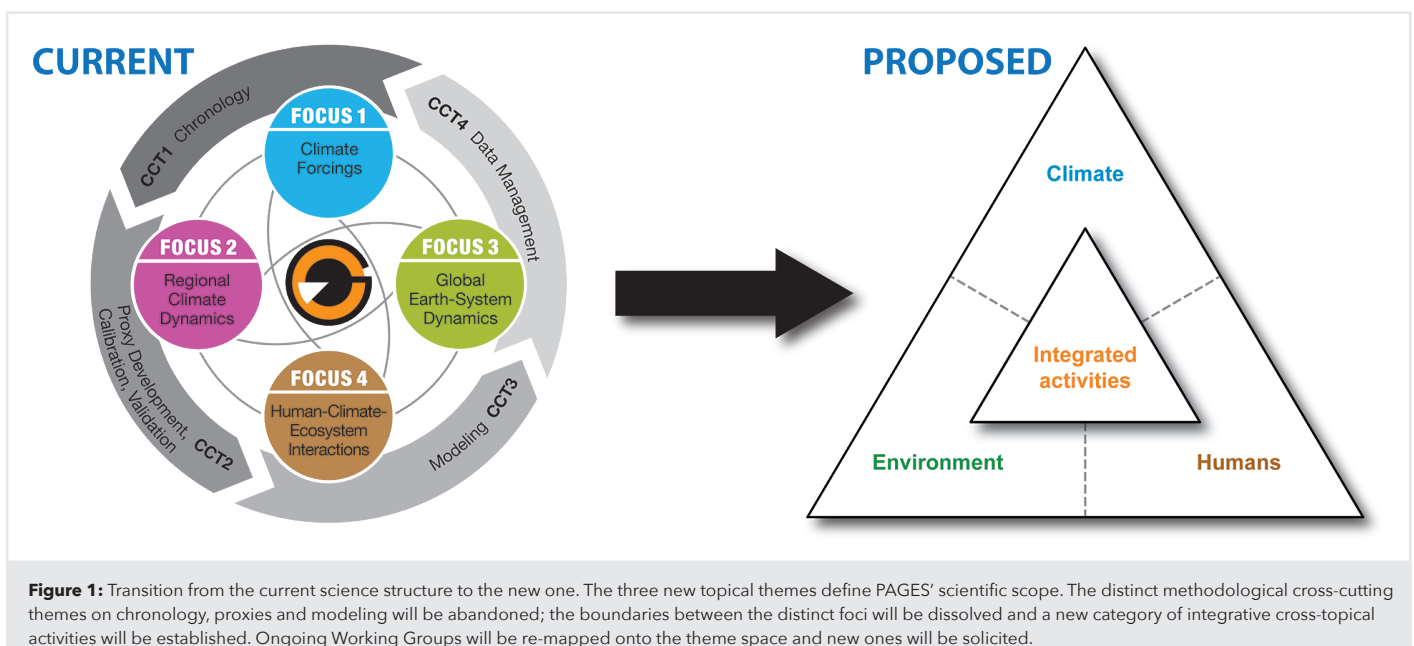 CURRENT
CCT1 Chronology
CCT4 Data Management
FOCUS 1
Climate
Forcings
FOCUS 2
Regional
Climate
Dynamics
FOCUS 3
Global
Earth-System
Dynamics
FOCUS 4
Human-Climate-
Ecosystem
Interactions
Proxy Development,
Calibration, Validation
CCT2
Modeling CCT3
PROPOSED
Climate
Integrated
activities
Environment
Humans
Figure 1: Transition from the current science structure to the new one. The three new topical themes define PAGES’ scientific scope. The distinct methodological cross-cutting
themes on chronology, proxies and modeling will be abandoned; the boundaries between the distinct foci will be dissolved and a new category of integrative cross-topical
activities will be established. Ongoing Working Groups will be re-mapped onto the theme space and new ones will be solicited.